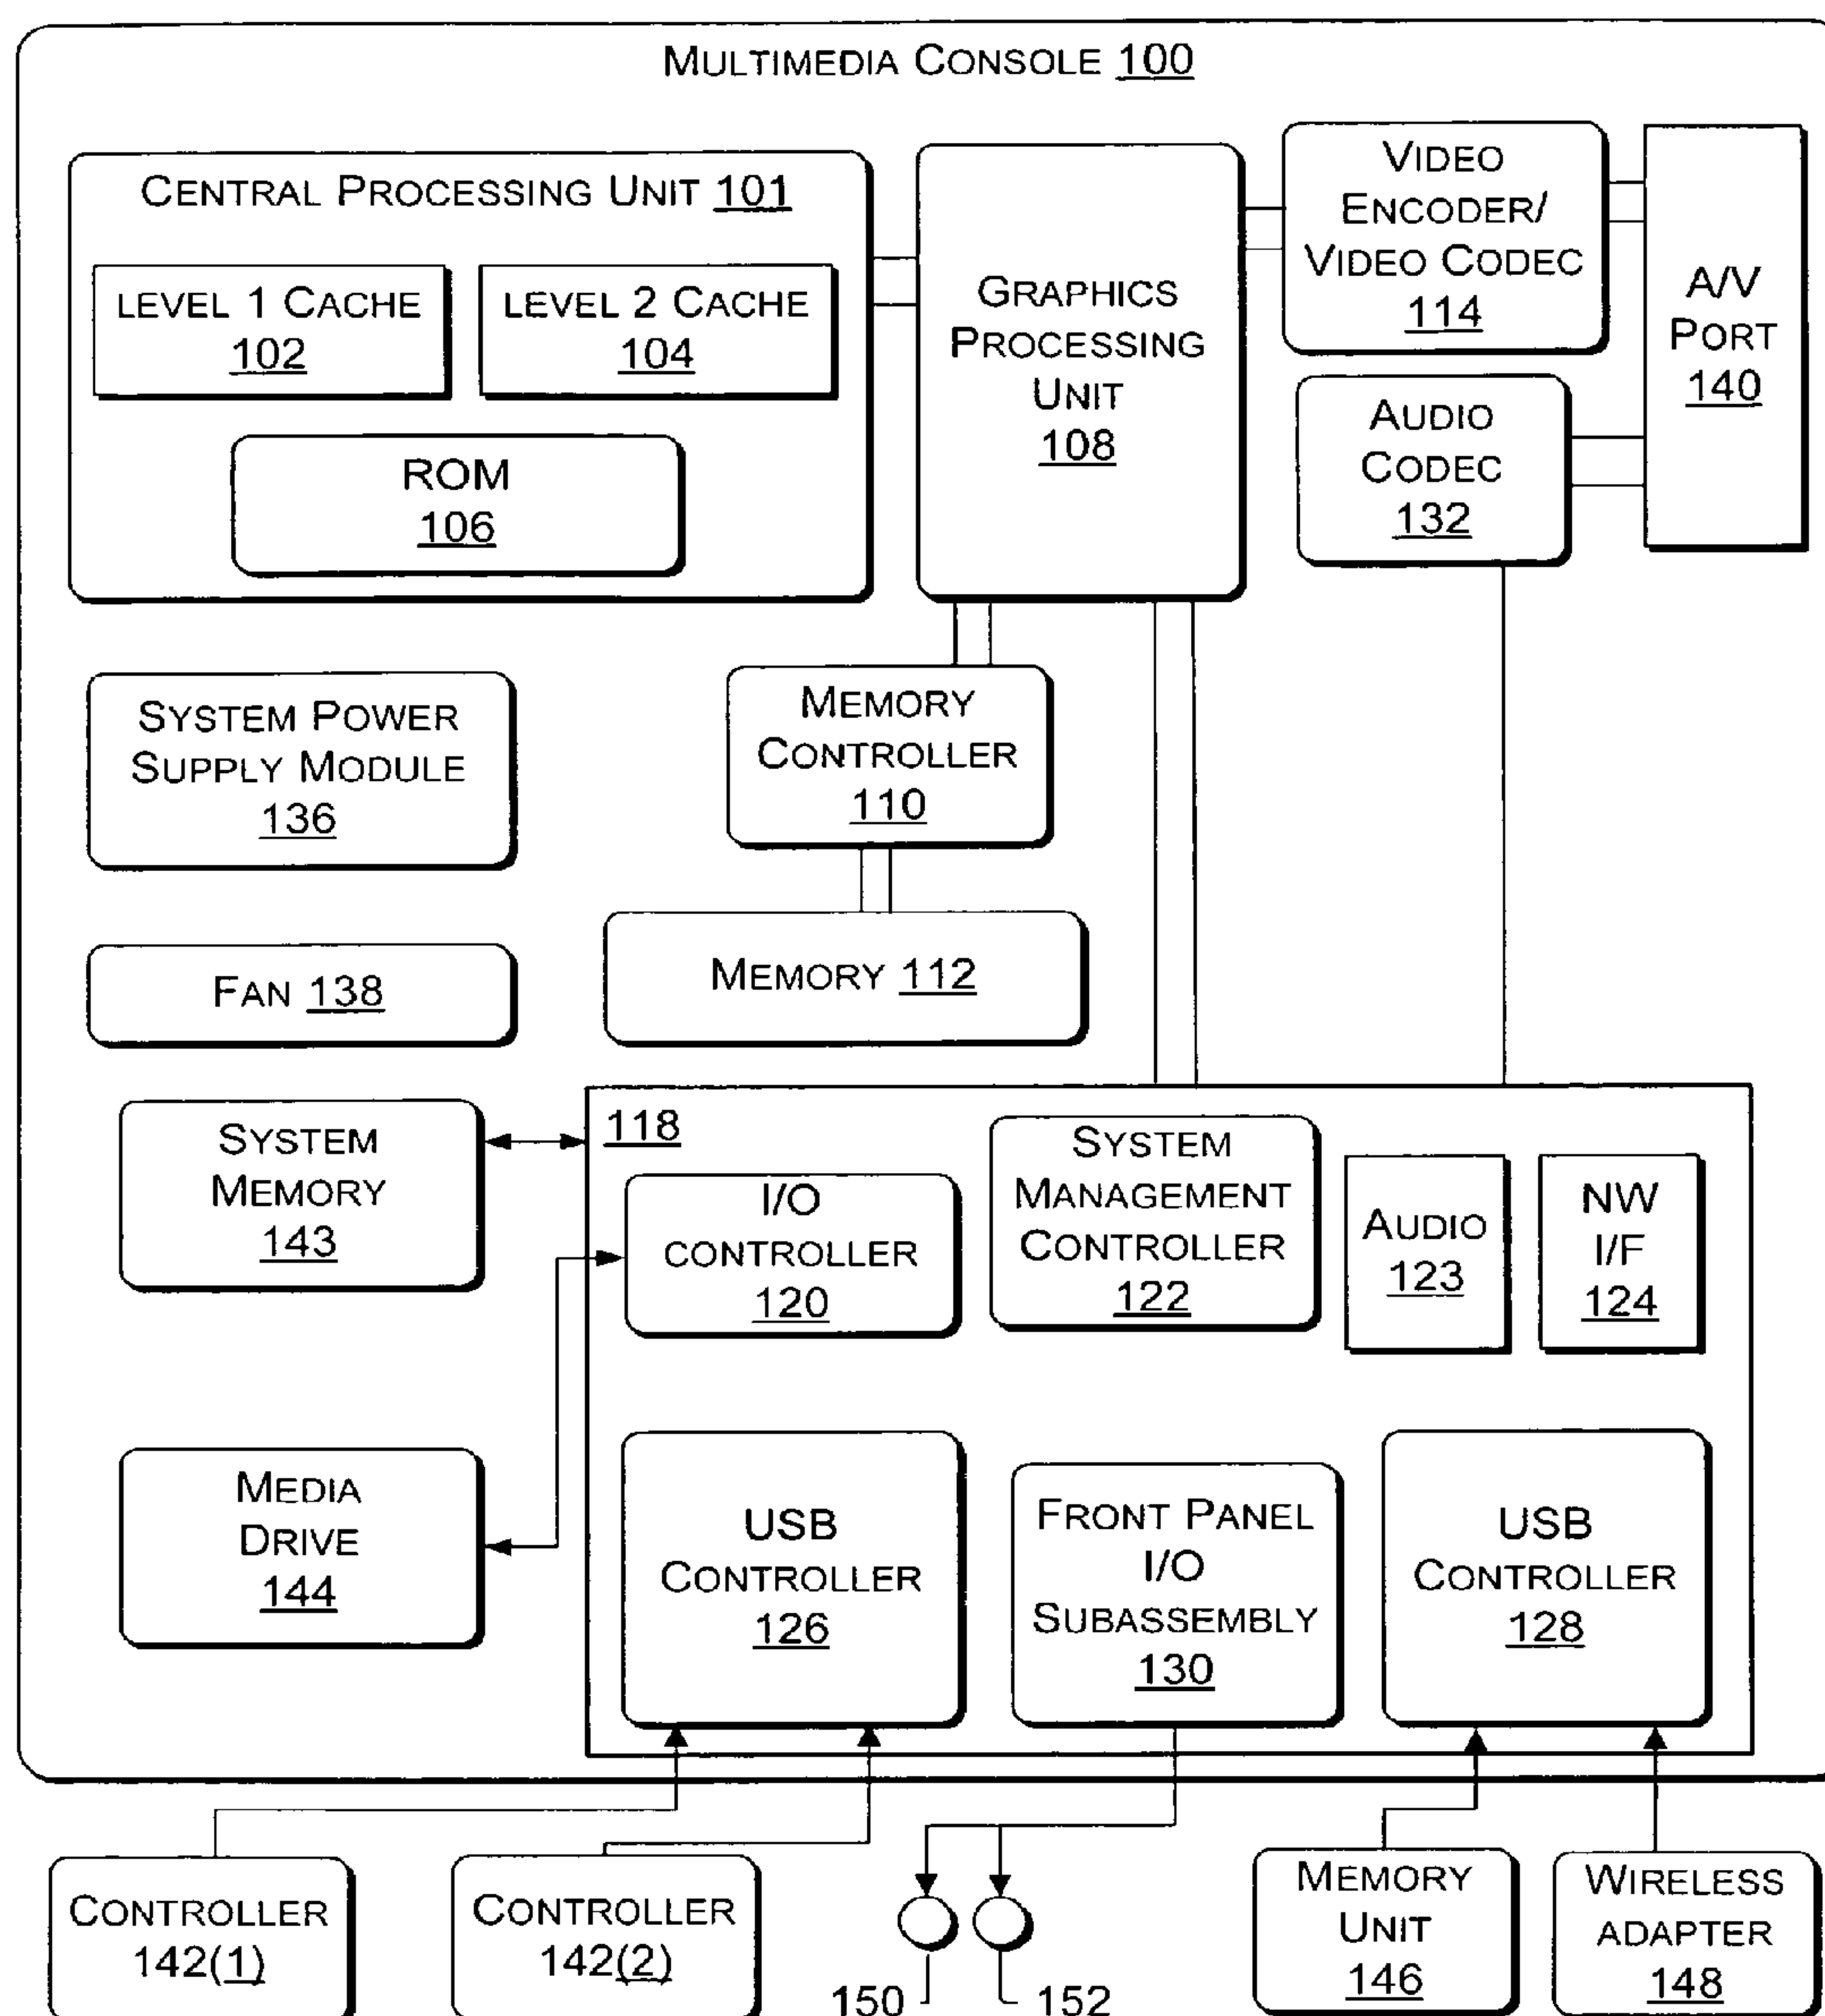 MULTIMEDIA CONSOLE 100
CENTRAL PROCESSING UNIT 101
LEVEL 1 CACHE
102
LEVEL 2 CACHE
104
ROM
106
GRAPHICS
PROCESSING
UNIT
108
VIDEO
ENCODER/
VIDEO CODEC
114
A/V
PORT
140
AUDIO
CODEC
132
SYSTEM POWER
SUPPLY MODULE
136
MEMORY
CONTROLLER
110
FAN 138
MEMORY 112
SYSTEM
MEMORY
143
118
I/O
CONTROLLER
120
SYSTEM
MANAGEMENT
CONTROLLER
122
AUDIO
123
NW
I/F
124
MEDIA
DRIVE
144
USB
CONTROLLER
126
FRONT PANEL
I/O
SUBASSEMBLY
130
USB
CONTROLLER
128
CONTROLLER
142(1)
CONTROLLER
142(2)
150
152
MEMORY
UNIT
146
WIRELESS
ADAPTER
148